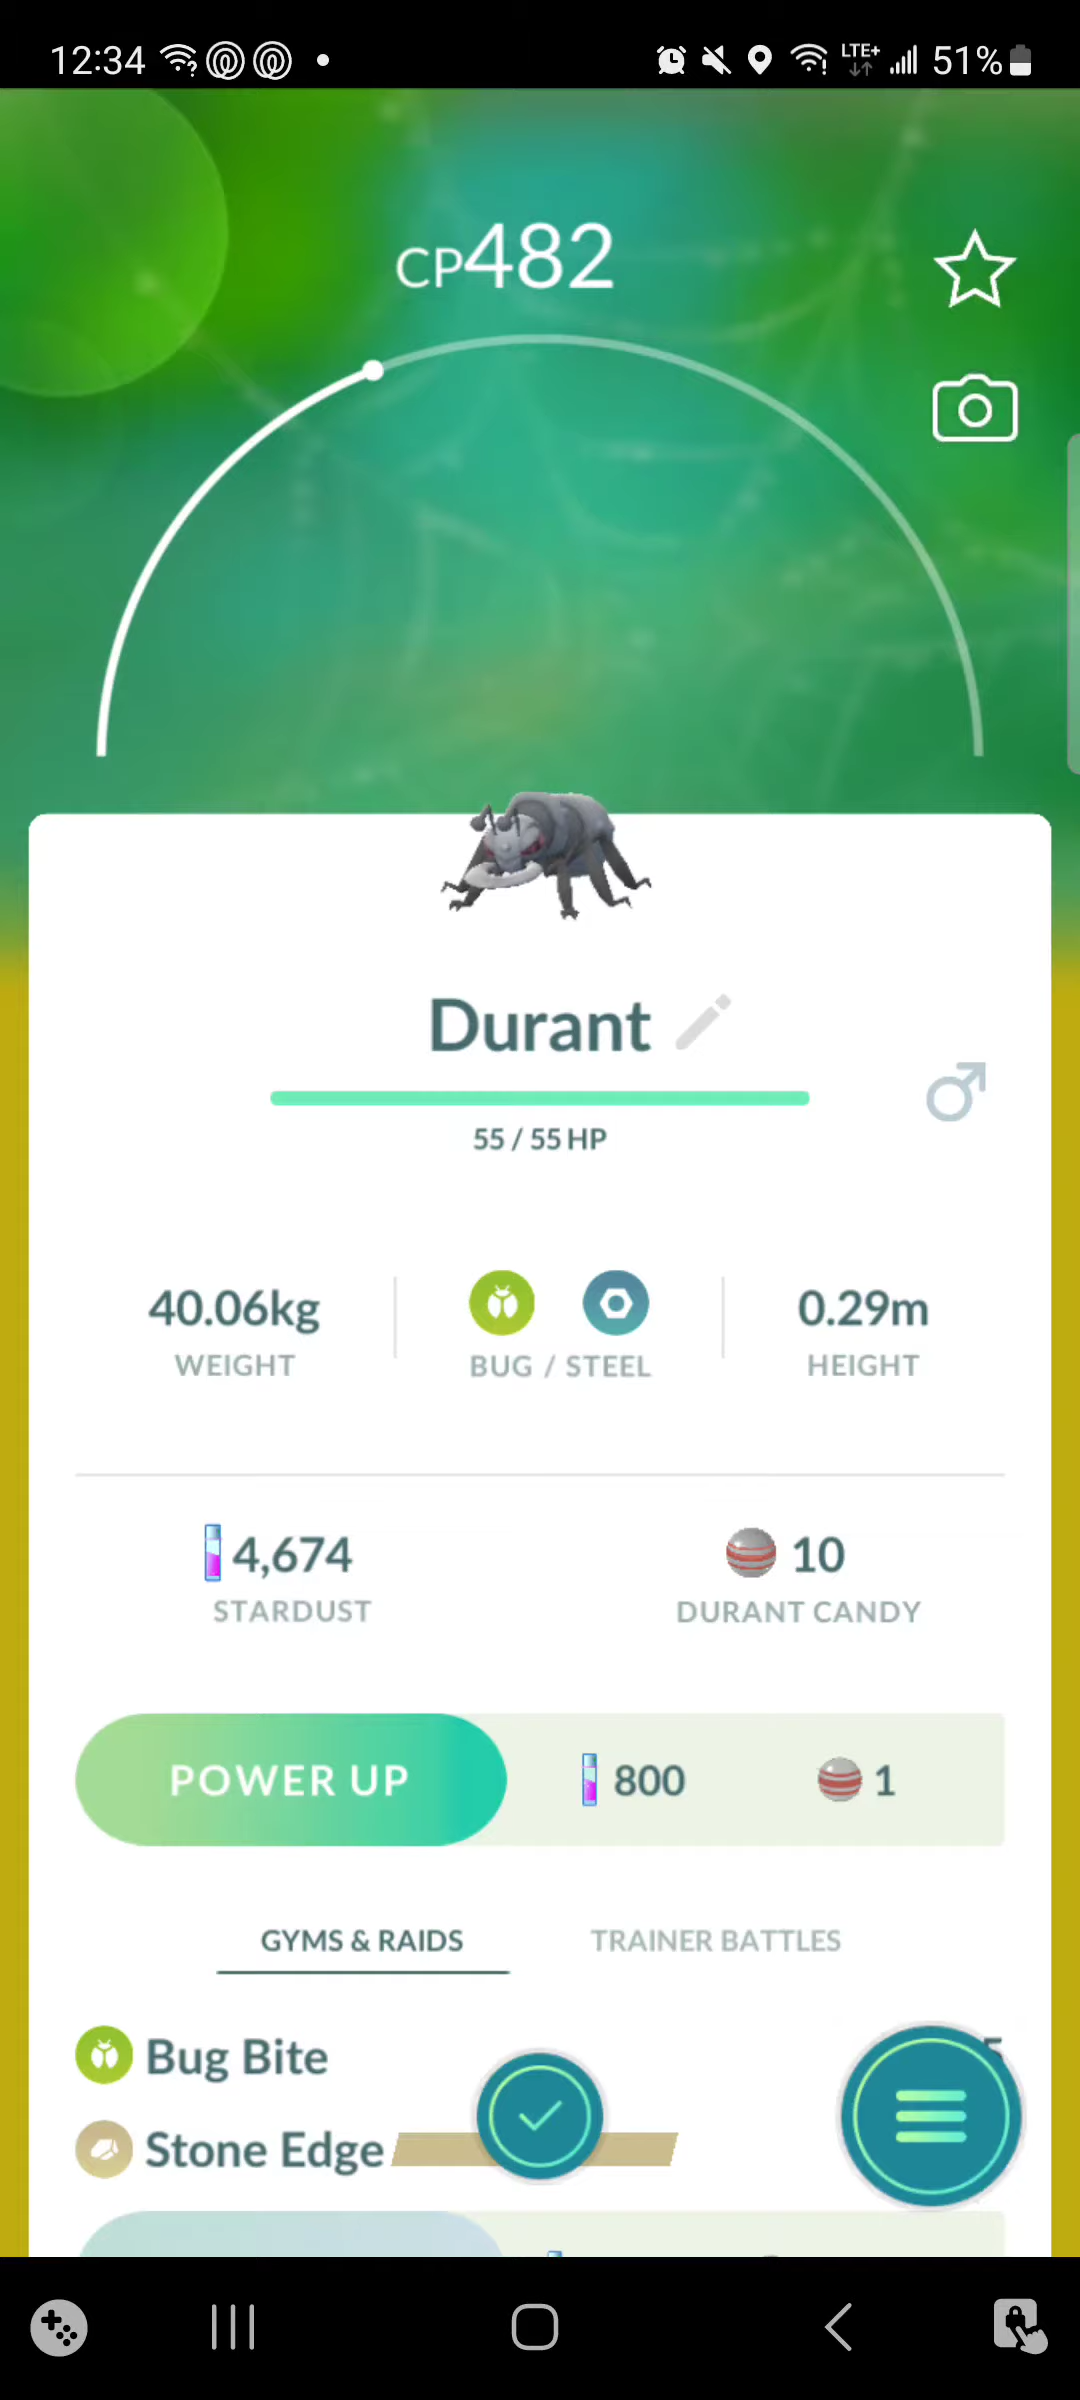 12:34 LTE+ 51%
CP482
Durant
55 / 55 HP
40.06kg
WEIGHT
BUG / STEEL
0.29m
HEIGHT
4,674
STARDUST
10
DURANT CANDY
POWER UP 800 1
GYMS & RAIDS TRAINER BATTLES
Bug Bite
Stone Edge